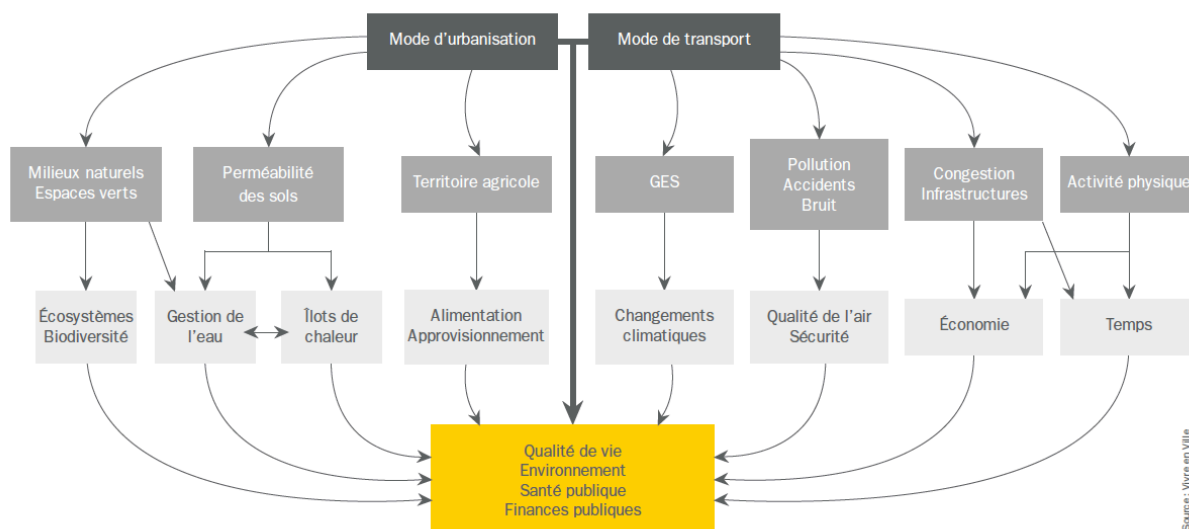 Mode d'urbanisation
Mode de transport
Milieux naturels
Espaces verts
Perméabilité
des sols
Territoire agricole
GES
Pollution
Accidents
Bruit
Congestion
Infrastructures
Activité physique
Écosystèmes
Biodiversité
Gestion de
l'eau
Îlots de
chaleur
Alimentation
Approvisionnement
Changements
climatiques
Qualité de l'air
Sécurité
Économie
Temps
Qualité de vie
Environnement
Santé publique
Finances publiques
Source : Vivre en Ville